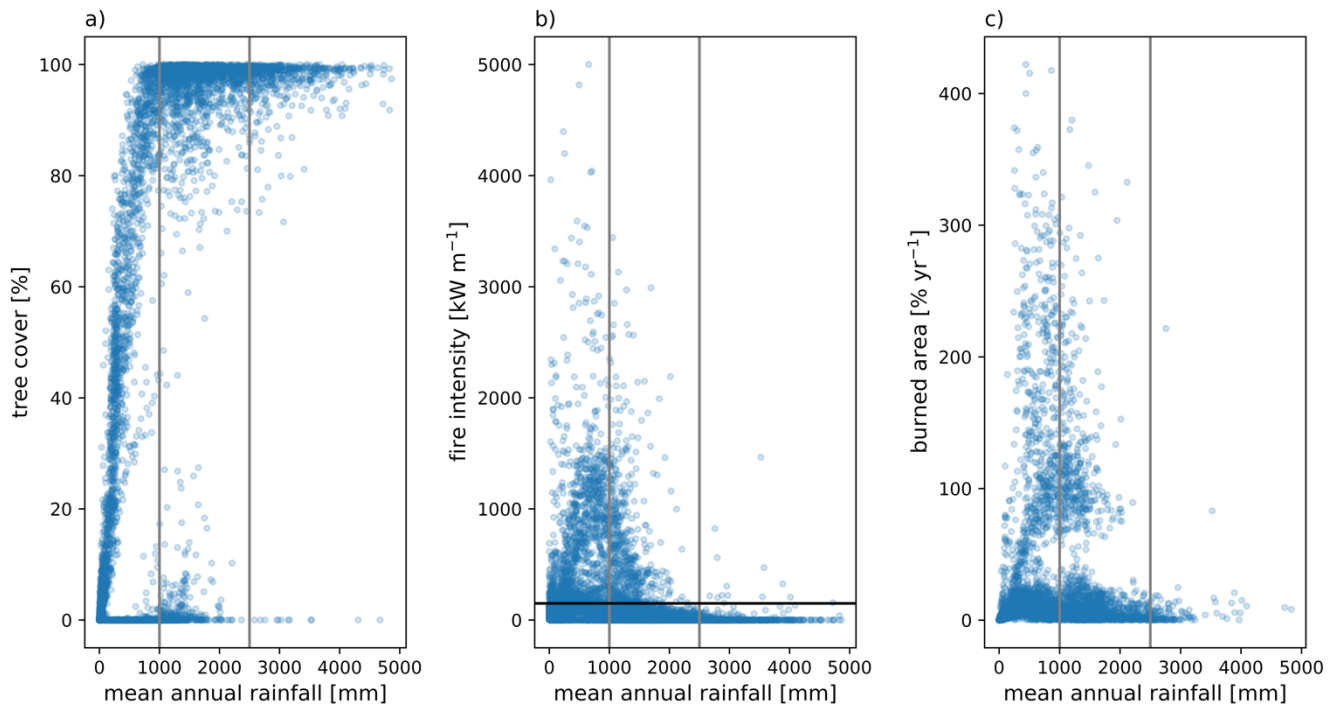 a)
tree cover [%]
100
80
60
40
20
0
0 1000 2000 3000 4000 5000
mean annual rainfall [mm]
b)
fire intensity [kW m⁻¹]
5000
4000
3000
2000
1000
0
0 1000 2000 3000 4000 5000
mean annual rainfall [mm]
c)
burned area [% yr⁻¹]
400
300
200
100
0
0 1000 2000 3000 4000 5000
mean annual rainfall [mm]